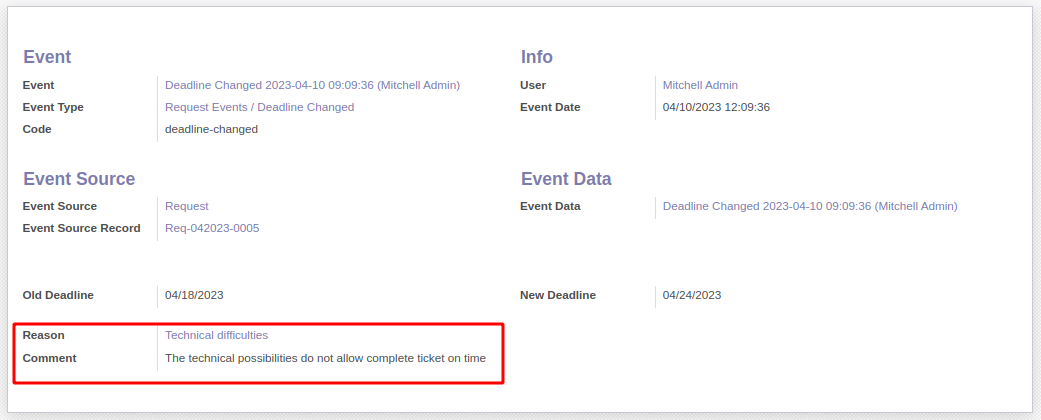 Event
Event Deadline Changed 2023-04-10 09:09:36 (Mitchell Admin)
Event Type Request Events / Deadline Changed
Code deadline-changed
Info
User Mitchell Admin
Event Date 04/10/2023 12:09:36
Event Source
Event Source Request
Event Source Record Req-042023-0005
Event Data
Event Data Deadline Changed 2023-04-10 09:09:36 (Mitchell Admin)
Old Deadline 04/18/2023
New Deadline 04/24/2023
Reason Technical difficulties
Comment The technical possibilities do not allow complete ticket on time